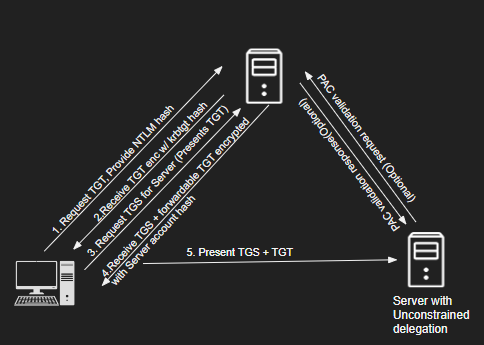 1. Request TGT, Provide NTLM hash
2.Receive TGT enc w/ krbtgt hash
3. Request TGS for Server (Presents TGT)
4.Receive TGS + forwardable TGT encrypted
with Server account hash
PAC validation request (Optional)
PAC validation response(Optional)
5. Present TGS + TGT
Server with
Unconstrained
delegation